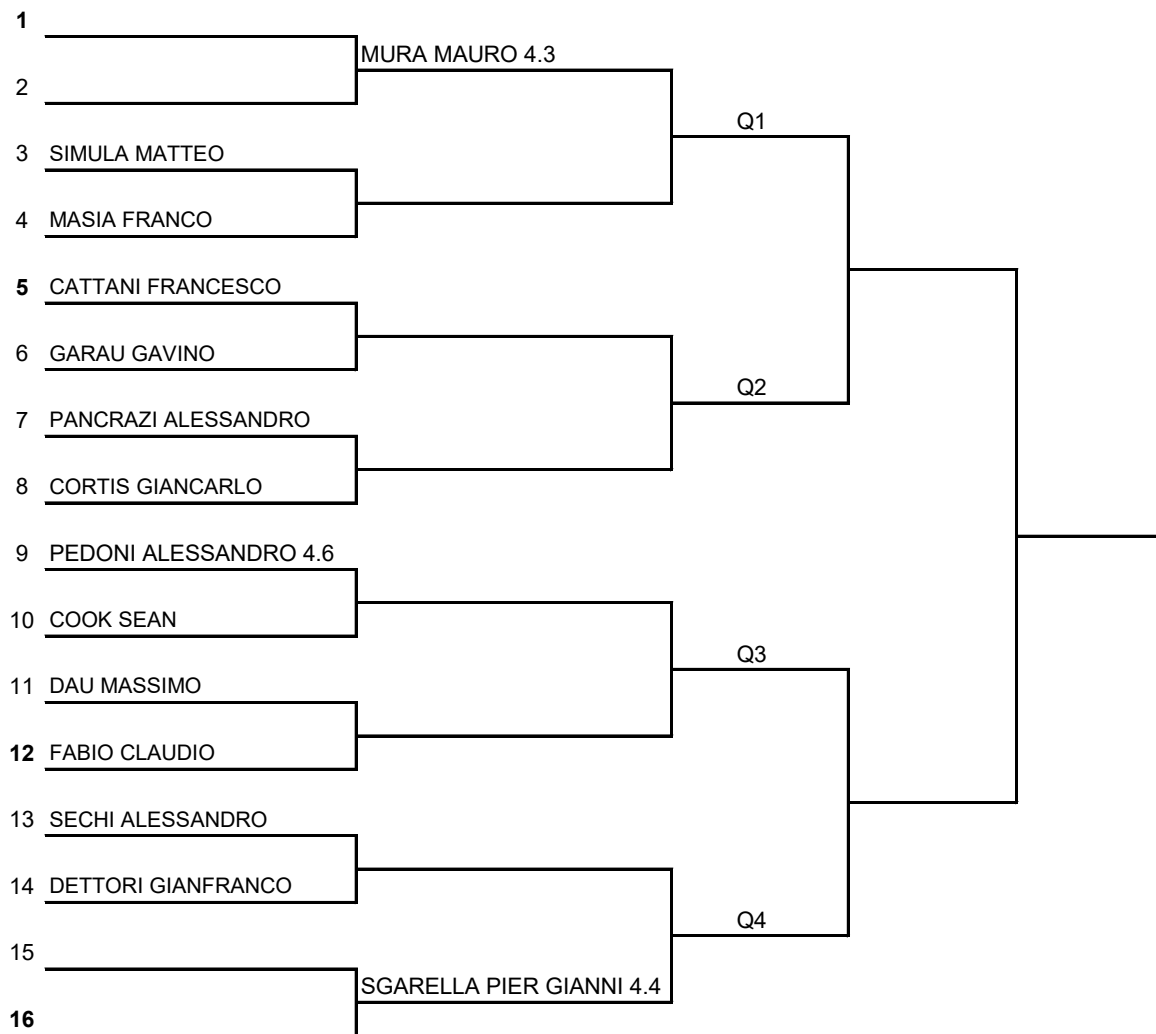 1
MURA MAURO 4.3
2
Q1
3 SIMULA MATTEO
4 MASIA FRANCO
5 CATTANI FRANCESCO
6 GARAU GAVINO
Q2
7 PANCRAZI ALESSANDRO
8 CORTIS GIANCARLO
9 PEDONI ALESSANDRO 4.6
10 COOK SEAN
Q3
11 DAU MASSIMO
12 FABIO CLAUDIO
13 SECHI ALESSANDRO
14 DETTORI GIANFRANCO
Q4
15
SGARELLA PIER GIANNI 4.4
16